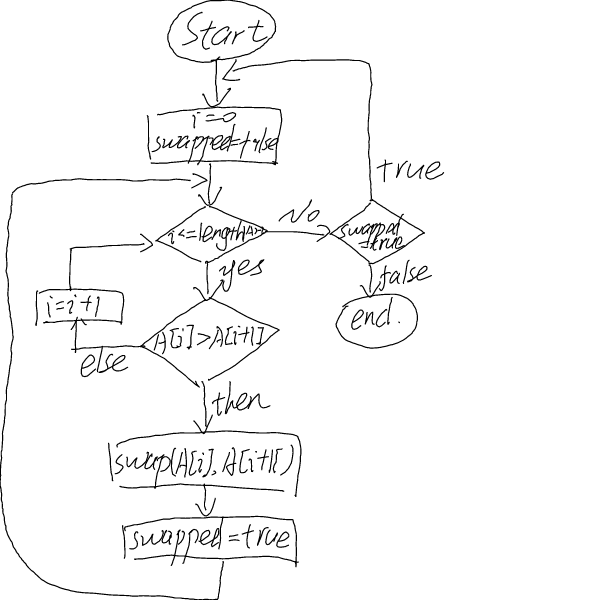 Start
i=0
swapped=false
i<=length(A)-1
No
swapped
=true
true
false
end.
yes
i=i+1
A[i]>A[i+1]
else
then
swap(A[i], A[i+1])
swapped=true